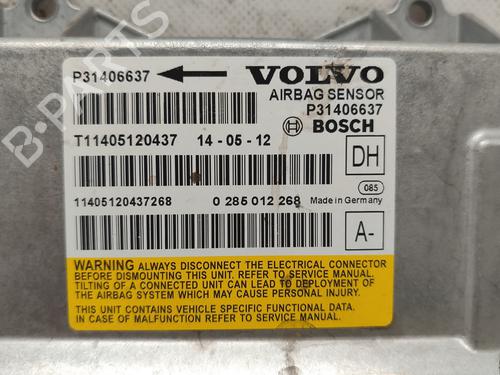 P31406637
VOLVO
AIRBAG SENSOR
P31406637
BOSCH
T11405120437 14-05-12
DH
085
11405120437268 0 285 012 268 Made in Germany
A-
WARNING ALWAYS DISCONNECT THE ELECTRICAL CONNECTOR
BEFORE DISMOUNTING THIS UNIT. REFER TO SERVICE MANUAL.
TILTING OF A CONNECTED UNIT CAN LEAD TO DEPLOYMENT
OF THE AIRBAG SYSTEM WHICH MAY CAUSE PERSONAL INJURY.
THIS UNIT CONTAINS VEHICLE SPECIFIC FUNCTIONAL DATA.
IN CASE OF MALFUNCTION REFER TO SERVICE MANUAL.
B-PARTS